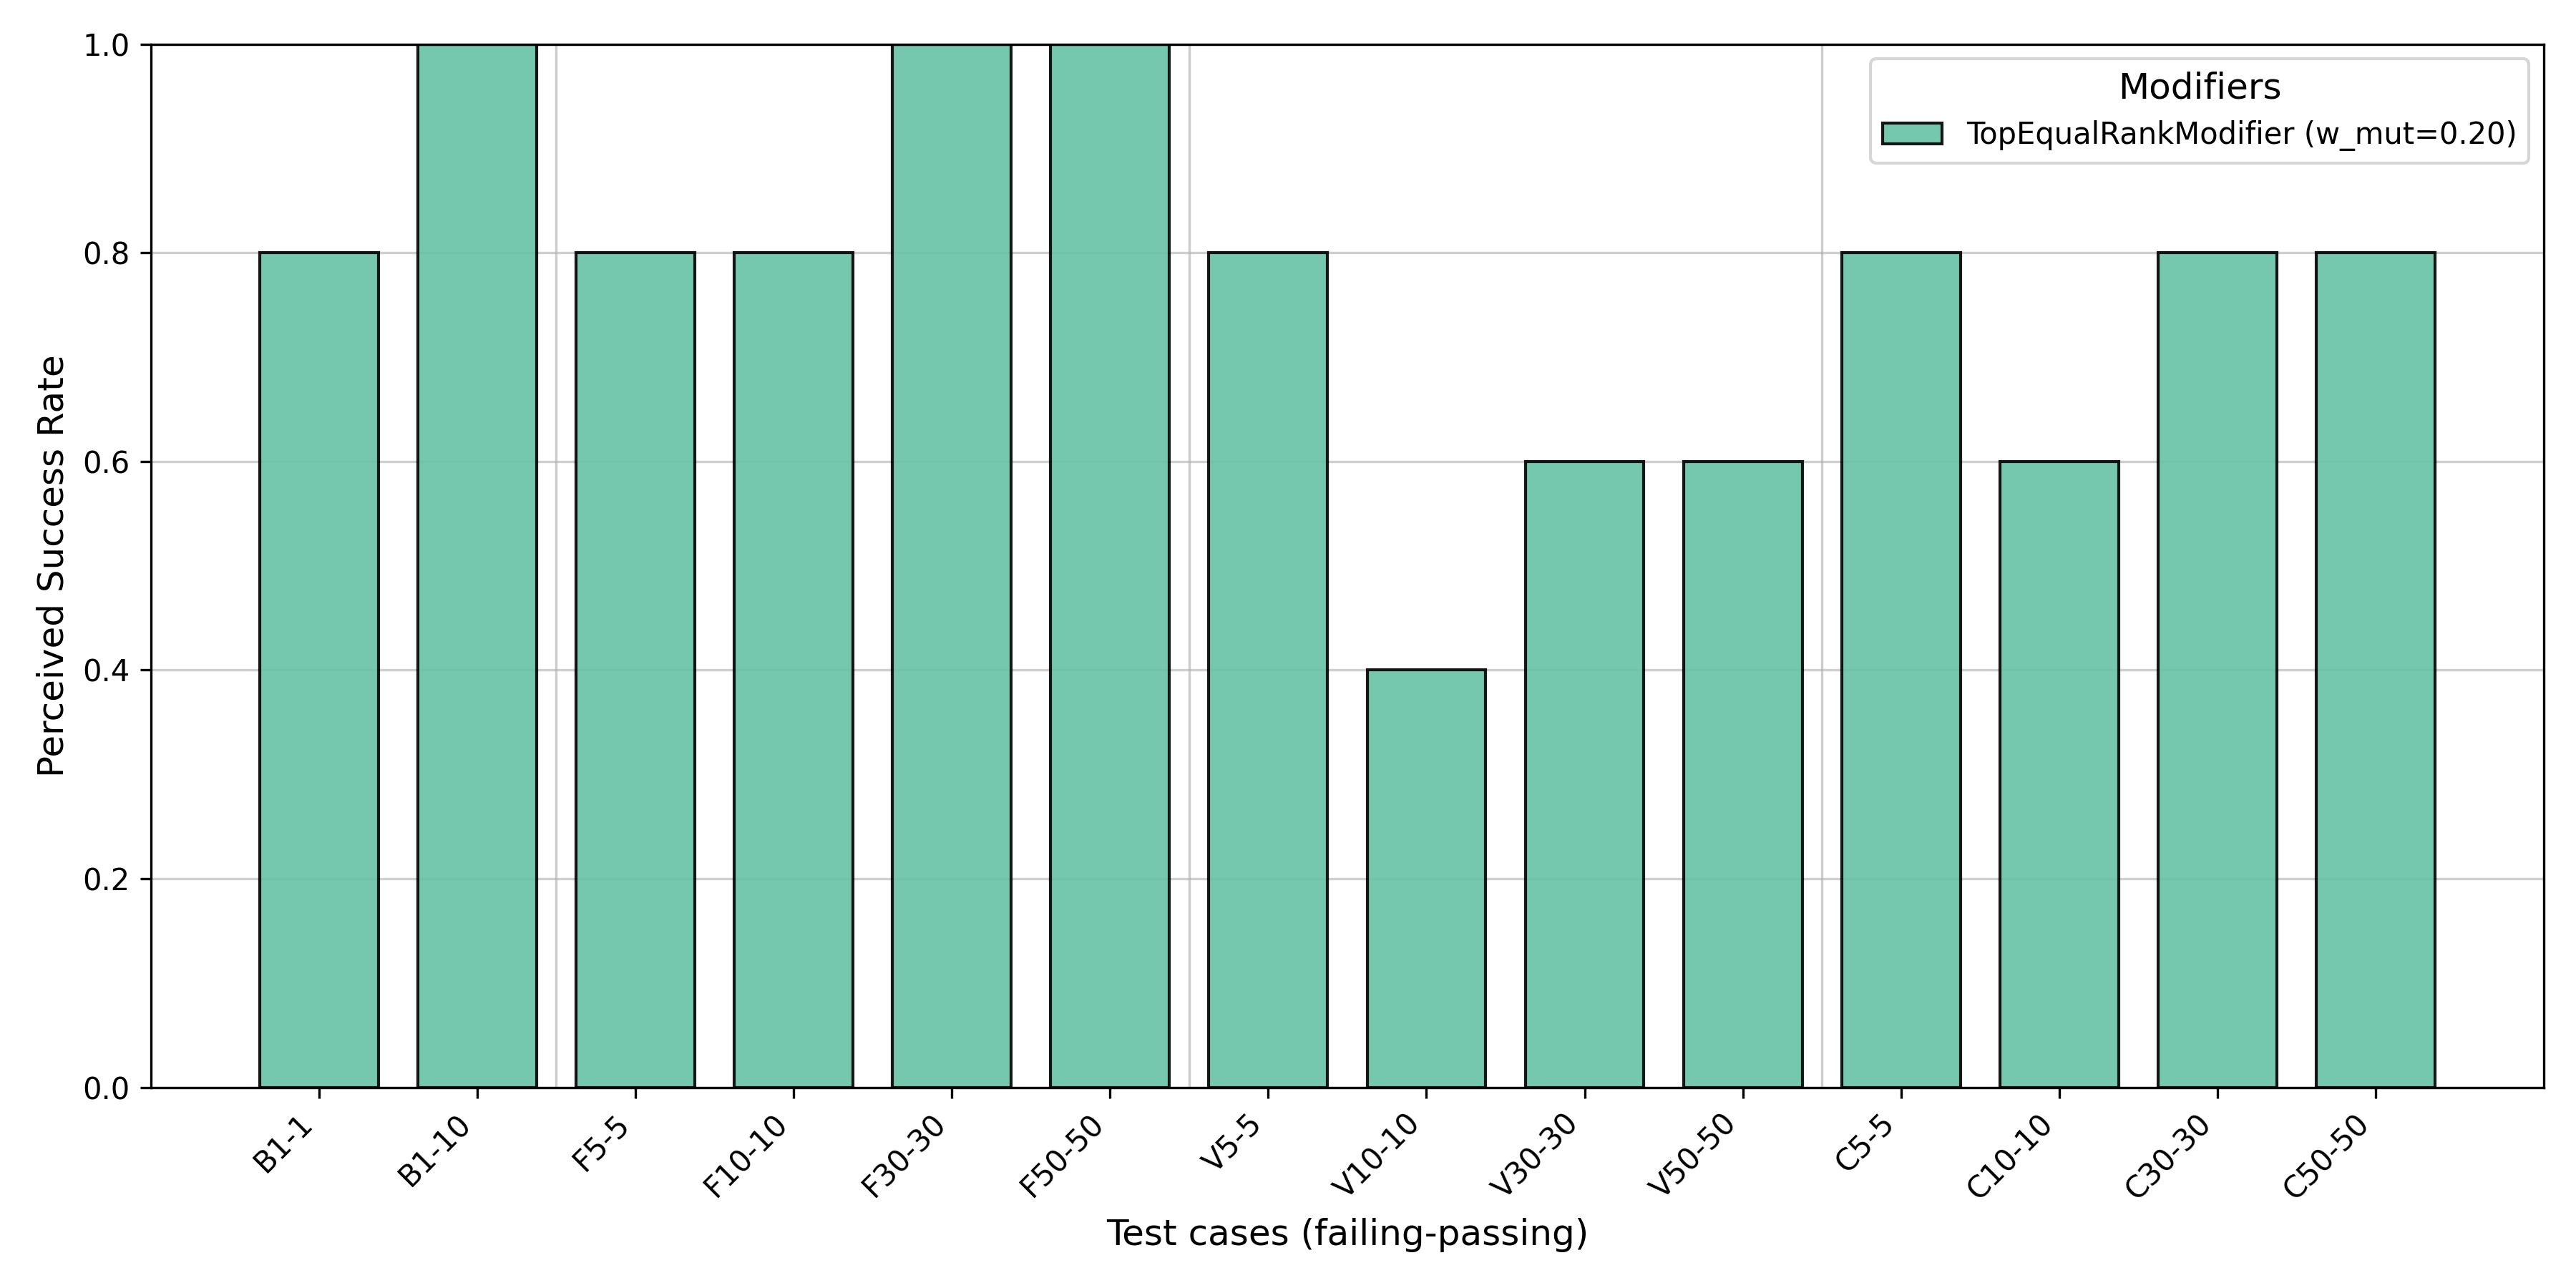 Modifiers
TopEqualRankModifier (w_mut=0.20)
Perceived Success Rate
1.0
0.8
0.6
0.4
0.2
0.0
B1-1
B1-10
F5-5
F10-10
F30-30
F50-50
V5-5
V10-10
V30-30
V50-50
C5-5
C10-10
C30-30
C50-50
Test cases (failing-passing)